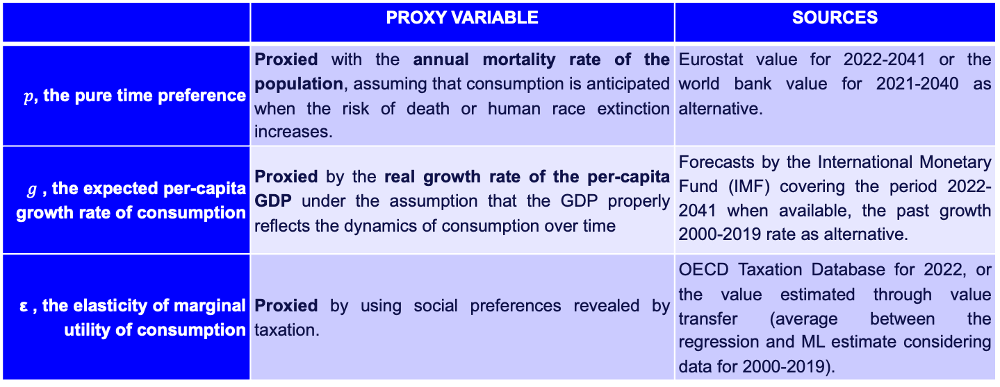 PROXY VARIABLE
SOURCES
p, the pure time preference
Proxied with the annual mortality rate of the
population, assuming that consumption is anticipated
when the risk of death or human race extinction
increases.
Eurostat value for 2022-2041 or the
world bank value for 2021-2040 as
alternative.
g , the expected per-capita
growth rate of consumption
Proxied by the real growth rate of the per-capita
GDP under the assumption that the GDP properly
reflects the dynamics of consumption over time
Forecasts by the International Monetary
Fund (IMF) covering the period 2022-
2041 when available, the past growth
2000-2019 rate as alternative.
ε , the elasticity of marginal
utility of consumption
Proxied by using social preferences revealed by
taxation.
OECD Taxation Database for 2022, or
the value estimated through value
transfer (average between the
regression and ML estimate considering
data for 2000-2019).